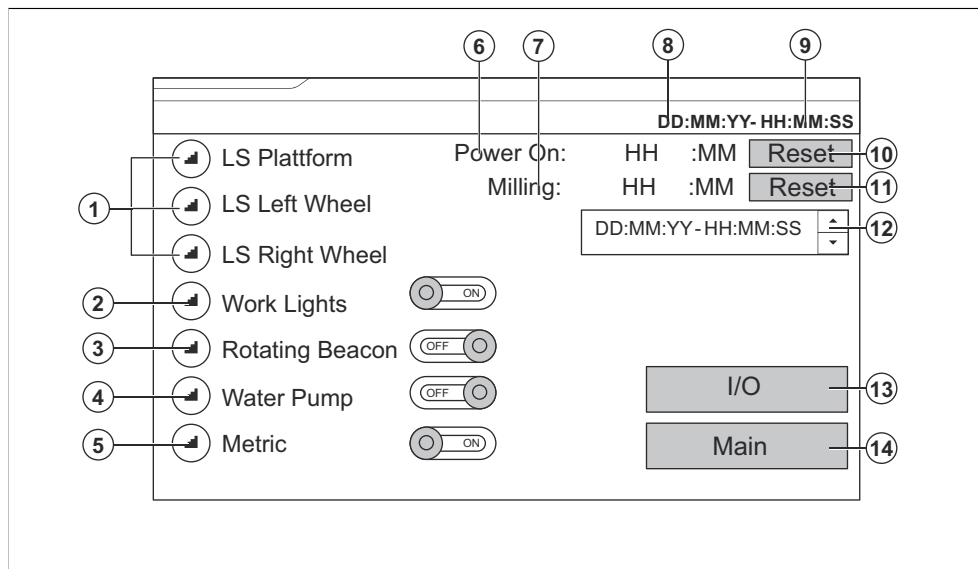 6 7 8 9
DD:MM:YY- HH:MM:SS
LS Plattform Power On: HH :MM Reset 10
Milling: HH :MM Reset 11
1 LS Left Wheel
DD:MM:YY-HH:MM:SS 12
LS Right Wheel
2 Work Lights ON
3 Rotating Beacon OFF
4 Water Pump OFF
I/O 13
5 Metric ON
Main 14